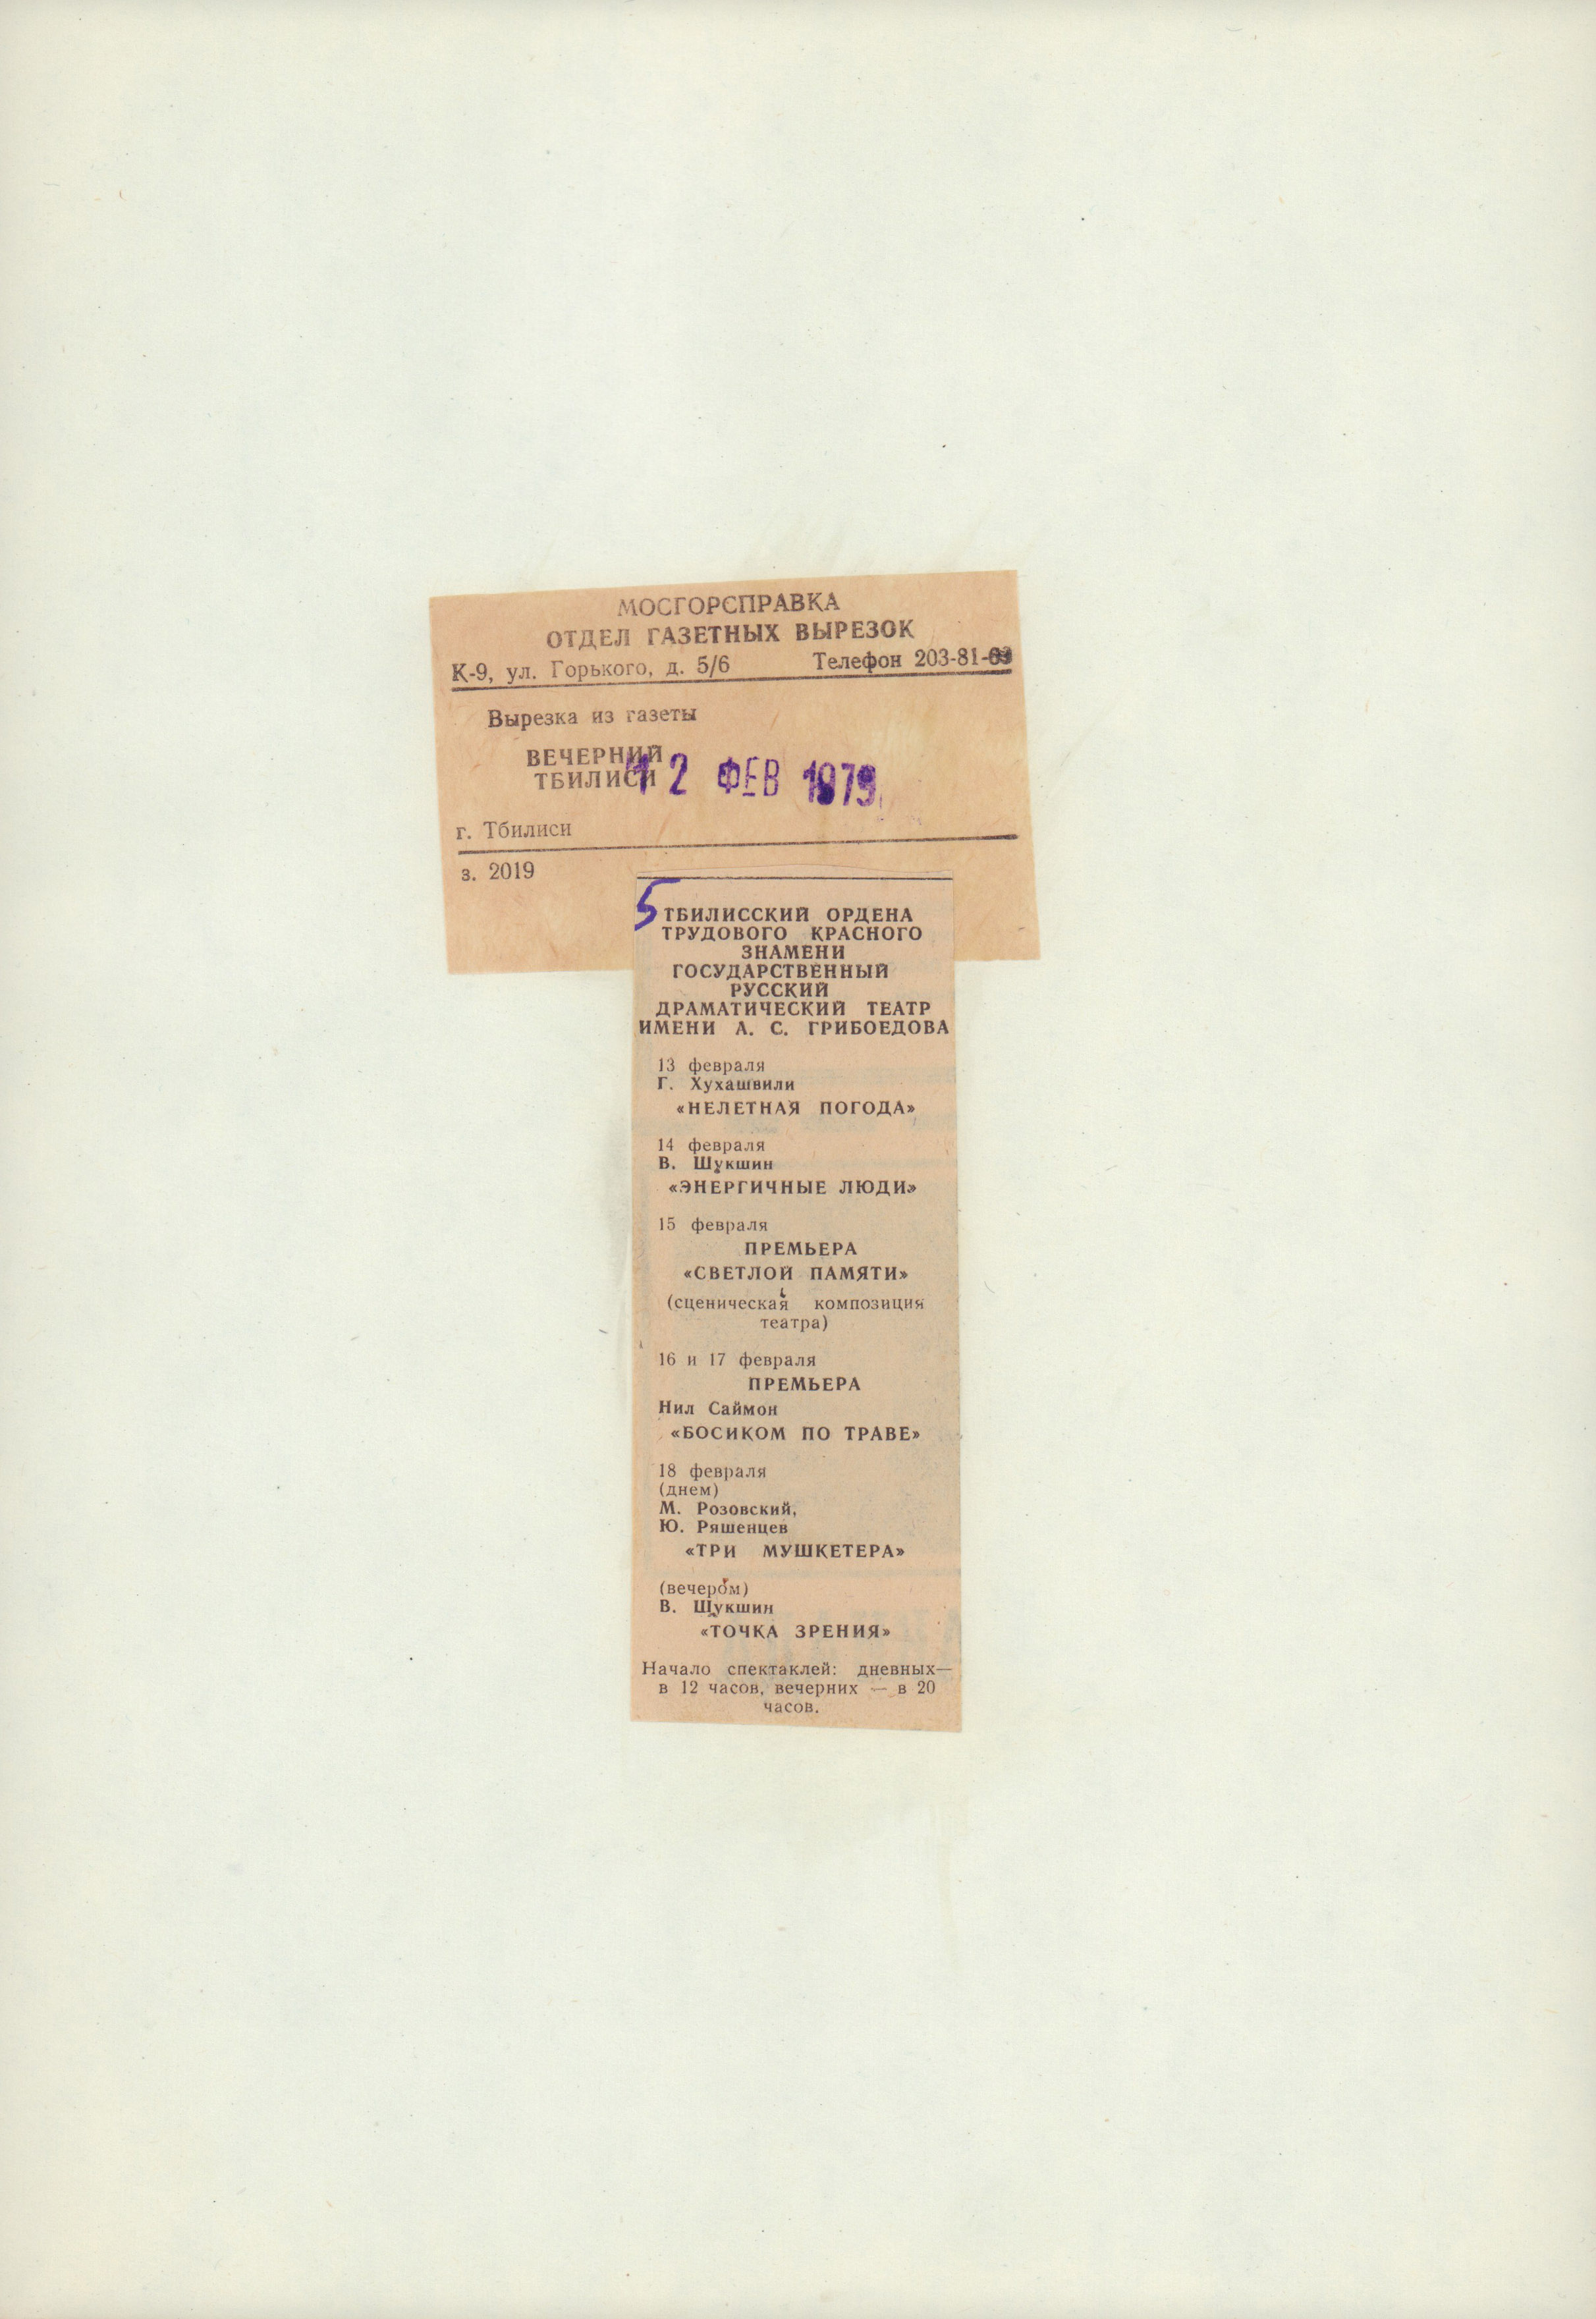 МОСГОРСПРАВКА
ОТДЕЛ ГАЗЕТНЫХ ВЫРЕЗОК
К-9, ул. Горького, д. 5/6 Телефон 203-81-
Вырезка из газеты
ВЕЧЕРНИЙ
ТБИЛИСИ
12 ФЕВ 1979
г. Тбилиси
з. 2019
5
ТБИЛИССКИЙ ОРДЕНА
ТРУДОВОГО КРАСНОГО
ЗНАМЕНИ
ГОСУДАРСТВЕННЫЙ
РУССКИЙ
ДРАМАТИЧЕСКИЙ ТЕАТР
ИМЕНИ А. С. ГРИБОЕДОВА
13 февраля
Г. Хухашвили
«НЕЛЕТНАЯ ПОГОДА»
14 февраля
В. Шукшин
«ЭНЕРГИЧНЫЕ ЛЮДИ»
15 февраля
ПРЕМЬЕРА
«СВЕТЛОЙ ПАМЯТИ»
(сценическая композиция
театра)
16 и 17 февраля
ПРЕМЬЕРА
Нил Саймон
«БОСИКОМ ПО ТРАВЕ»
18 февраля
(днем)
М. Розовский,
Ю. Ряшенцев
«ТРИ МУШКЕТЕРА»
(вечером)
В. Шукшин
«ТОЧКА ЗРЕНИЯ»
Начало спектаклей: дневных—
в 12 часов, вечерних — в 20
часов.